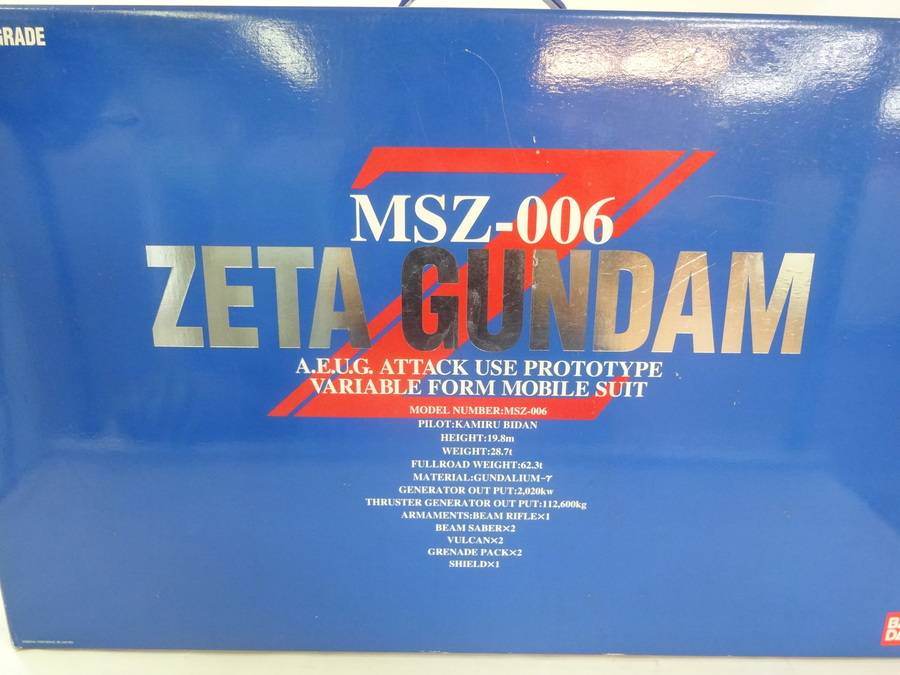 GRADE
MSZ-006
ZETA GUNDAM
A.E.U.G. ATTACK USE PROTOTYPE
VARIABLE FORM MOBILE SUIT
MODEL NUMBER:MSZ-006
PILOT:KAMIRU BIDAN
HEIGHT:19.8m
WEIGHT:28.7t
FULLROAD WEIGHT:62.3t
MATERIAL:GUNDALIUM-γ
GENERATOR OUT PUT:2,020kw
THRUSTER GENERATOR OUT PUT:112,600kg
ARMAMENTS:BEAM RIFLE×1
BEAM SABER×2
VULCAN×2
GRENADE PACK×2
SHIELD×1
BA
DA